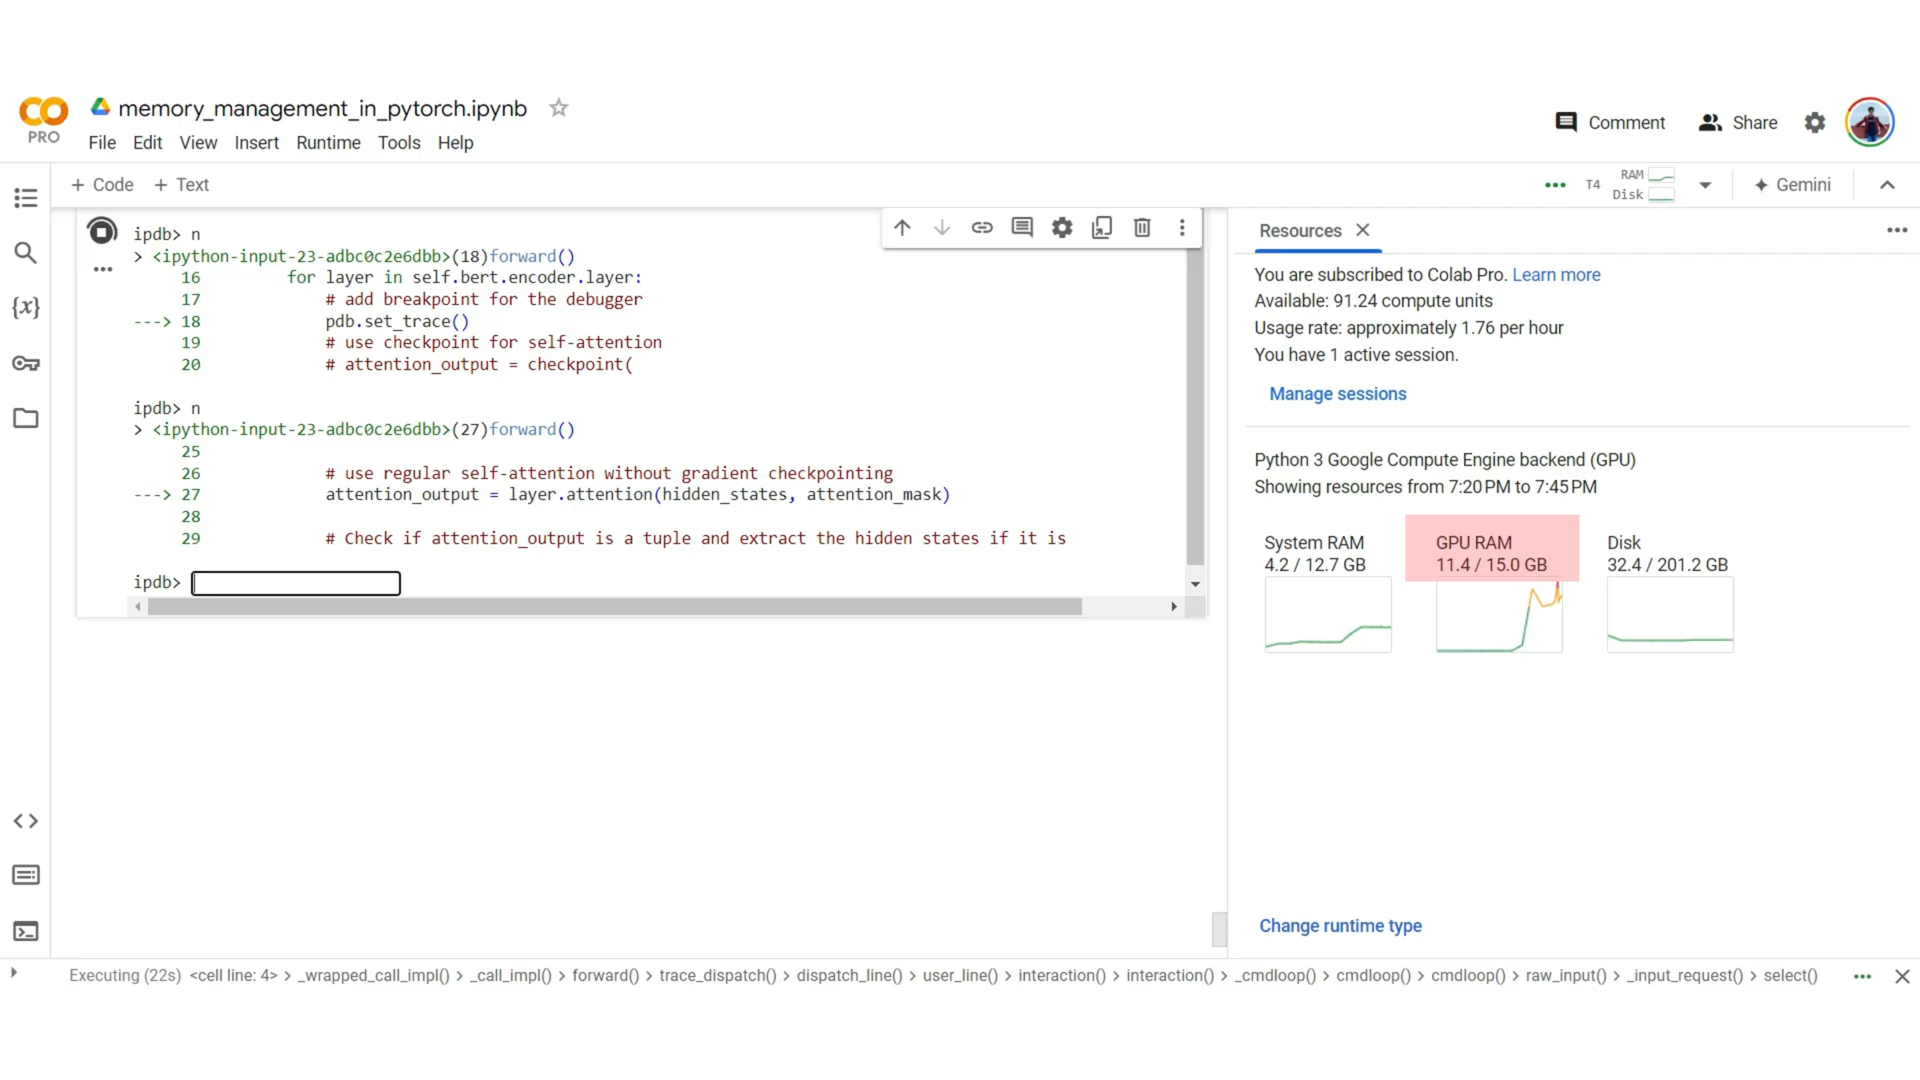 PRO
memory_management_in_pytorch.ipynb
File Edit View Insert Runtime Tools Help
Comment
Share
+ Code + Text
T4
RAM
Disk
Gemini
ipdb> n
> <ipython-input-23-adbc0c2e6dbb>(18)forward()
16 for layer in self.bert.encoder.layer:
17 # add breakpoint for the debugger
---> 18 pdb.set_trace()
19 # use checkpoint for self-attention
20 # attention_output = checkpoint(
ipdb> n
> <ipython-input-23-adbc0c2e6dbb>(27)forward()
25
26 # use regular self-attention without gradient checkpointing
---> 27 attention_output = layer.attention(hidden_states, attention_mask)
28
29 # Check if attention_output is a tuple and extract the hidden states if it is
ipdb>
Resources
You are subscribed to Colab Pro. Learn more
Available: 91.24 compute units
Usage rate: approximately 1.76 per hour
You have 1 active session.
Manage sessions
Python 3 Google Compute Engine backend (GPU)
Showing resources from 7:20 PM to 7:45 PM
System RAM
4.2 / 12.7 GB
GPU RAM
11.4 / 15.0 GB
Disk
32.4 / 201.2 GB
Change runtime type
Executing (22s) <cell line: 4> > _wrapped_call_impl() > _call_impl() > forward() > trace_dispatch() > dispatch_line() > user_line() > interaction() > interaction() > _cmdloop() > cmdloop() > cmdloop() > raw_input() > _input_request() > select()